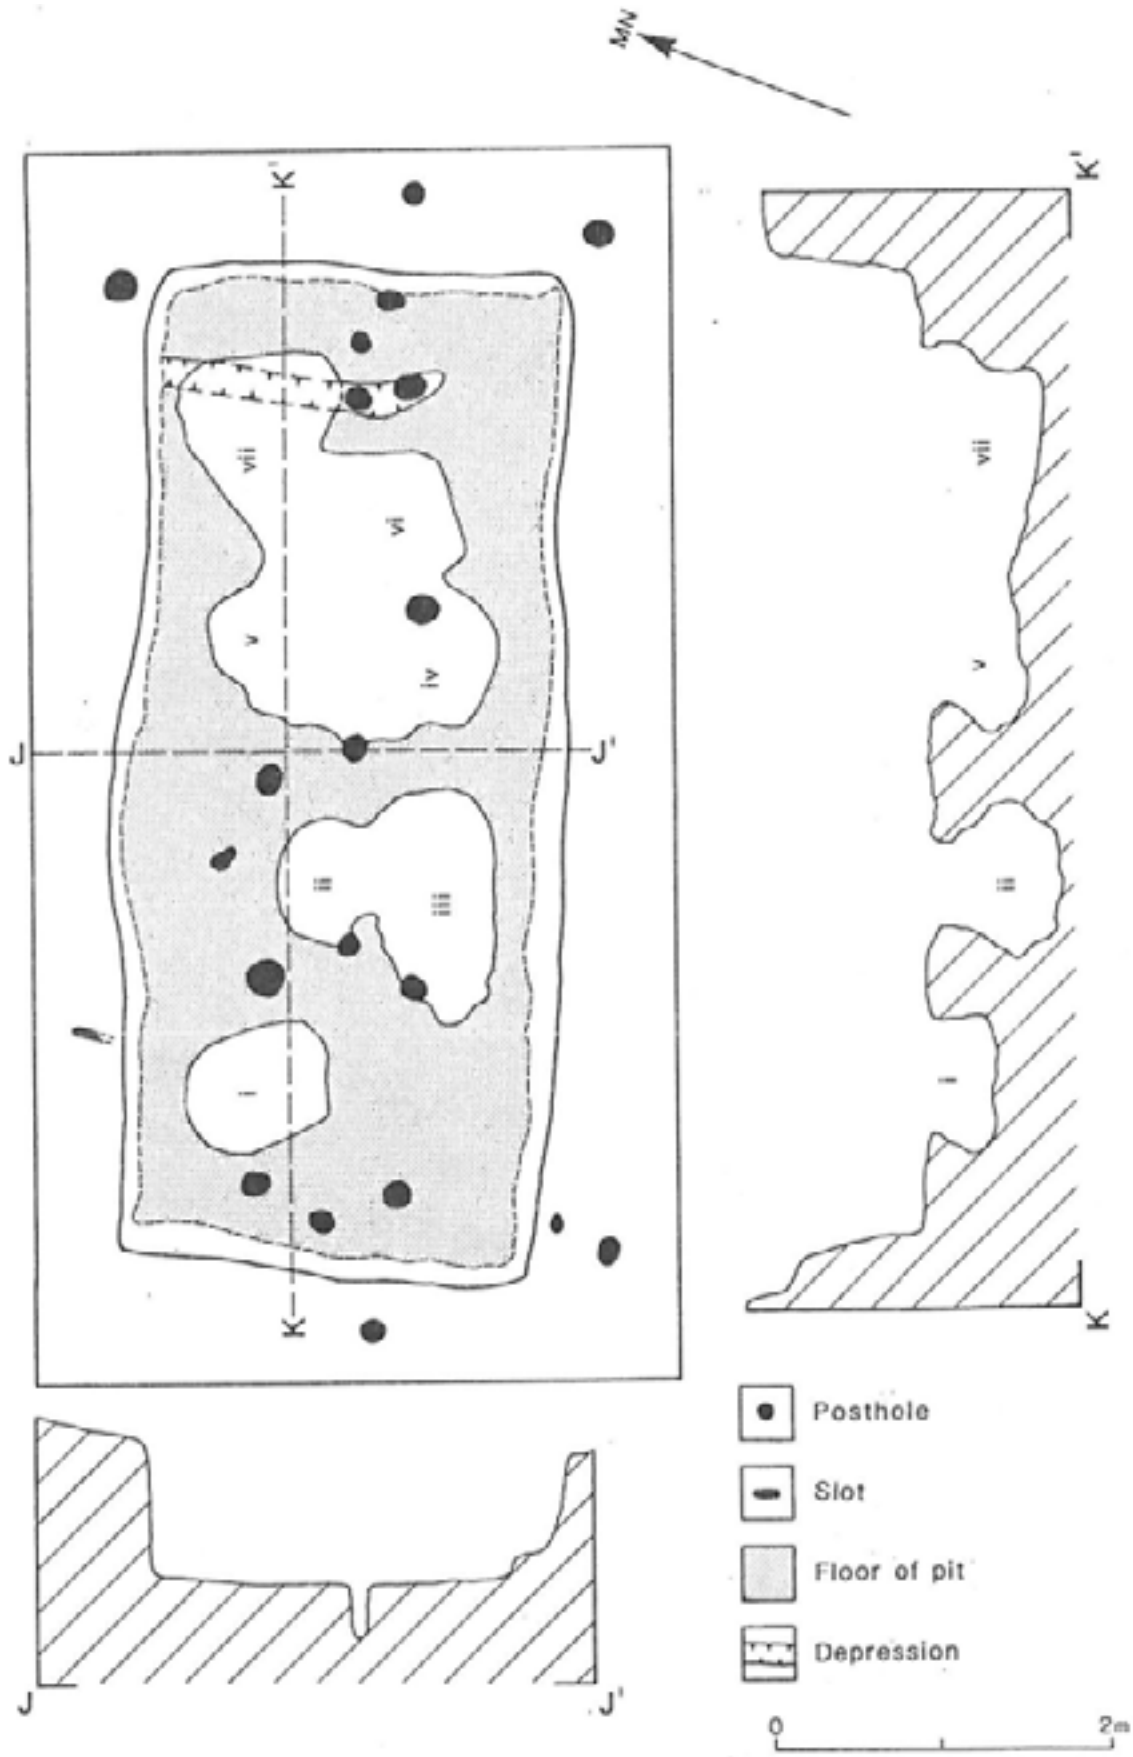 MN
K'
vii
vi
v
iv
J
J'
ii
iii
i
K
K'
vii
v
ii
i
K
Posthole
Slot
Floor of pit
Depression
J
J'
0 2m